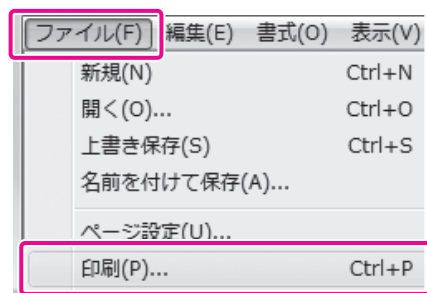 ファイル(F) 編集(E) 書式(O) 表示(V)
新規(N) Ctrl+N
開く(O)... Ctrl+O
上書き保存(S) Ctrl+S
名前を付けて保存(A)...
ページ設定(U)...
印刷(P)... Ctrl+P